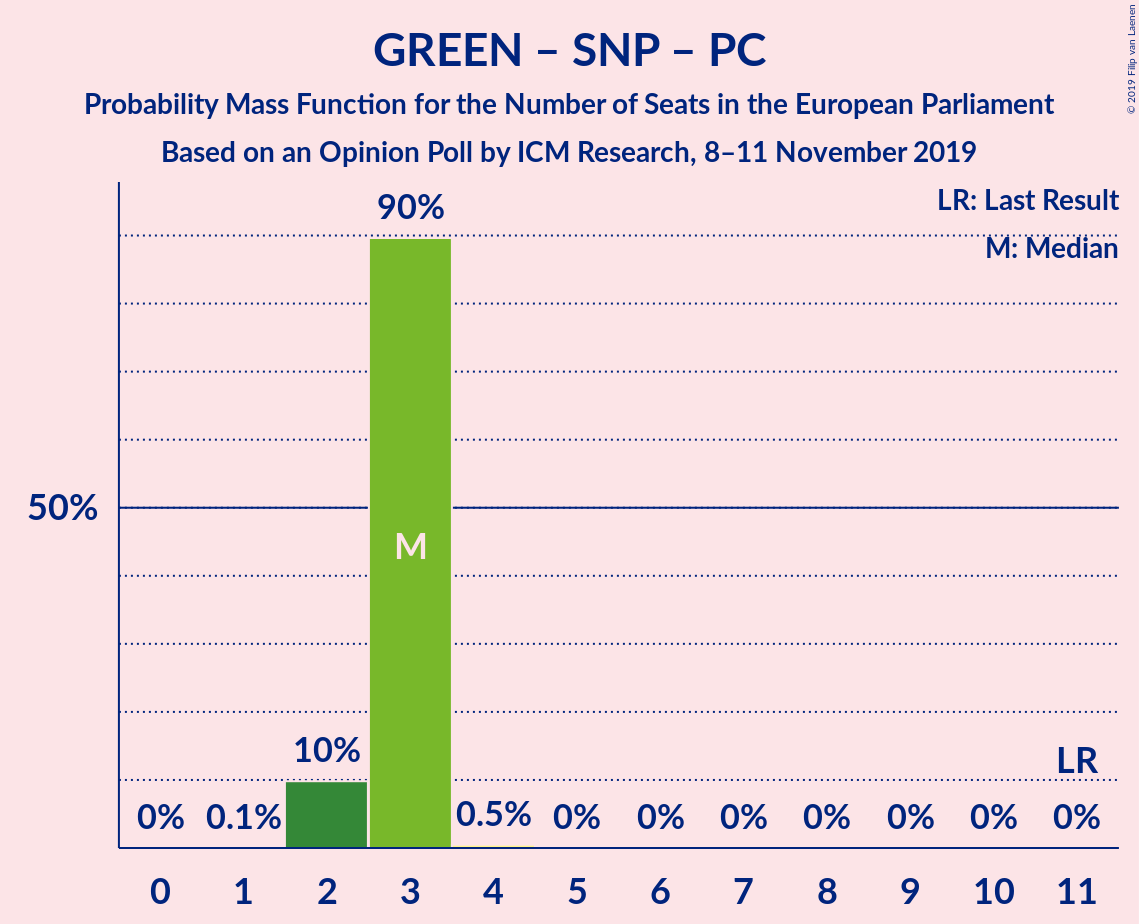 GREEN – SNP – PC
Probability Mass Function for the Number of Seats in the European Parliament
Based on an Opinion Poll by ICM Research, 8–11 November 2019
© 2019 Filip van Laenen
LR: Last Result
M: Median
90%
50%
M
10%
LR
0% 0.1% 0.5% 0% 0% 0% 0% 0% 0% 0%
0 1 2 3 4 5 6 7 8 9 10 11